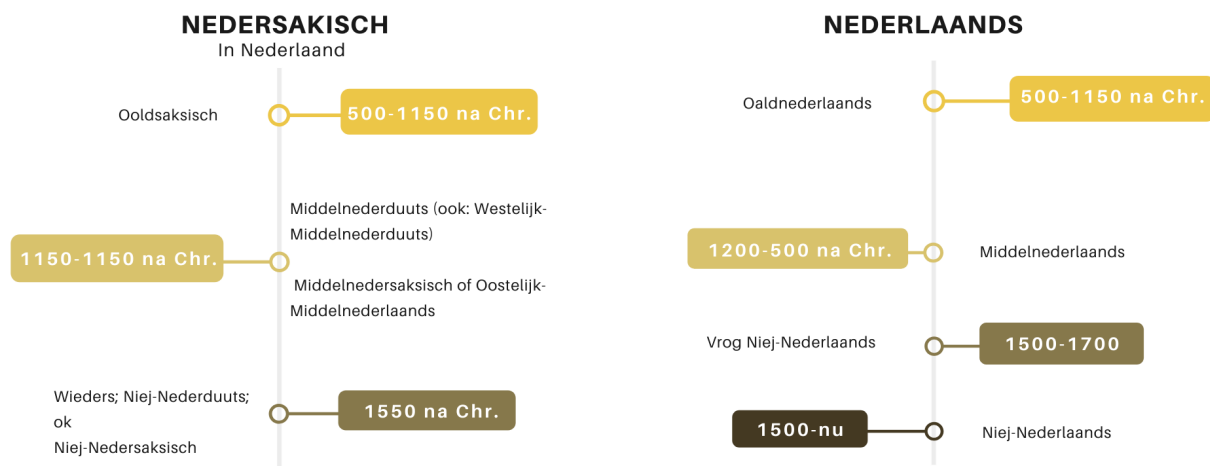 NEDERSAKISCH
In Nederlaand
Ooldsaksisch
500-1150 na Chr.
Middelnederduuts (ook: Westelijk-
Middelnederduuts)
1150-1150 na Chr.
Middelnedersaksisch of Oostelijk-
Middelnederlaands
Wieders; Niej-Nederduuts;
ok
Niej-Nedersaksisch
1550 na Chr.
NEDERLAANDS
Oaldnederlaands
500-1150 na Chr.
1200-500 na Chr.
Middelnederlaands
Vrog Niej-Nederlaands
1500-1700
1500-nu
Niej-Nederlaands